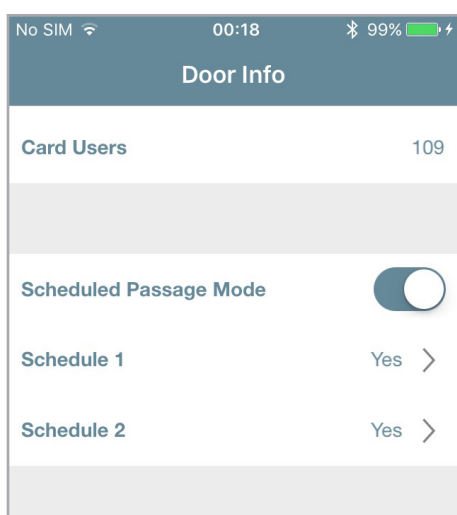 No SIM 00:18 99%
Door Info
Card Users 109
Scheduled Passage Mode
Schedule 1 Yes
Schedule 2 Yes